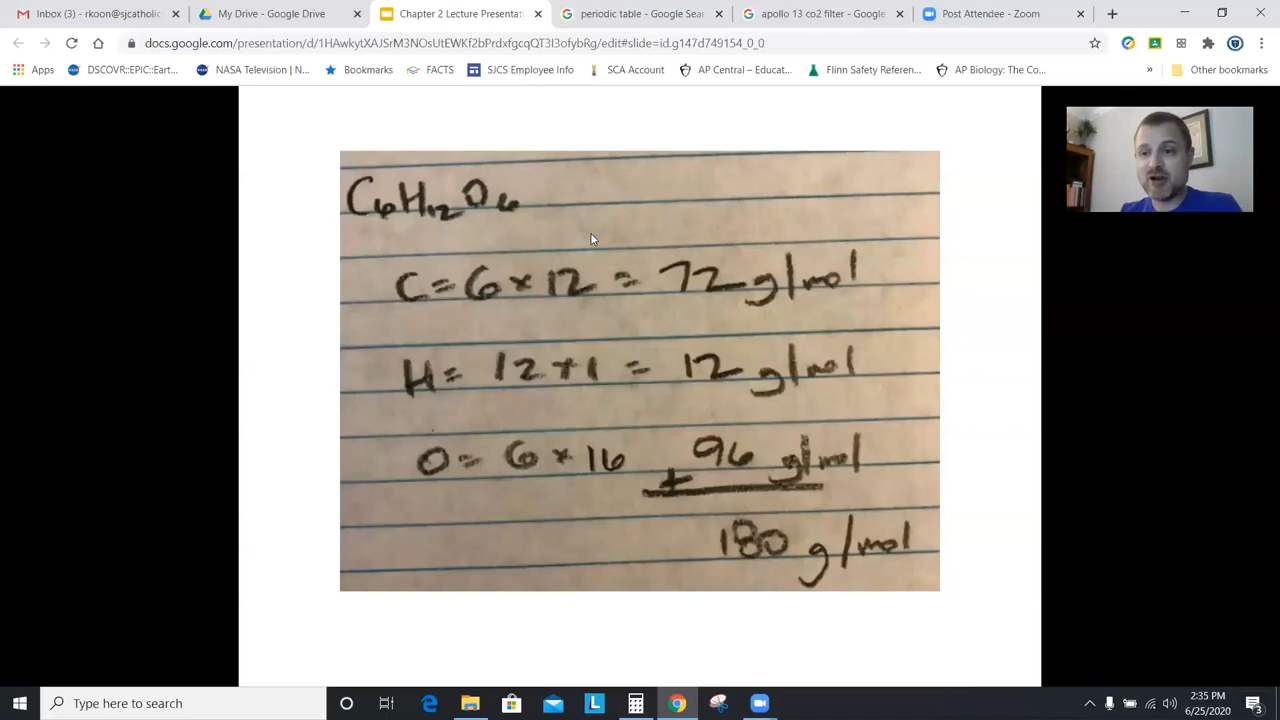 Inbox (3) - rkoon@sjcatholic
My Drive - Google Drive
Chapter 2 Lecture Presentati
periodic table - Google Sear
apollo 13 co2 filter - Google
Post Attendee - Zoom
docs.google.com/presentation/d/1HAwkytXAJSrM3NOcUtEWKf2bPrdxfgcqQT3I3ofybRg/edit#slide=id.g147d749154_0_0
Apps
DSCOVR::EPIC::Eart...
NASA Television | N...
Bookmarks
FACTS
SJCS Employee Info
SCA Account
AP Central – Educat...
Flinn Safety Referen...
AP Biology: The Co...
»
Other bookmarks
C6H12O6
C = 6 × 12 = 72 g/mol
H = 12 × 1 = 12 g/mol
O = 6 × 16 + 96 g/mol
180 g/mol
Type here to search
2:35 PM
6/25/2020
3